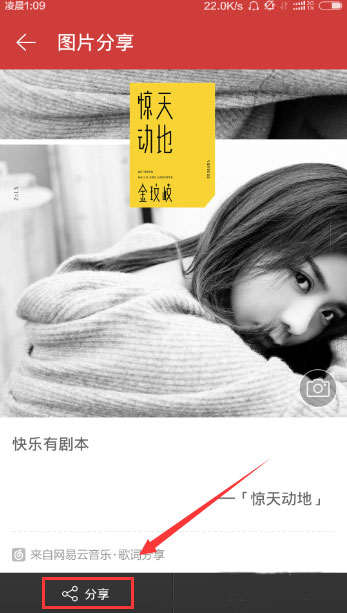 凌晨1:09
22.0K/s
图片分享
惊天
动地
金玟岐
快乐有剧本
—「惊天动地」
来自网易云音乐·歌词分享
分享